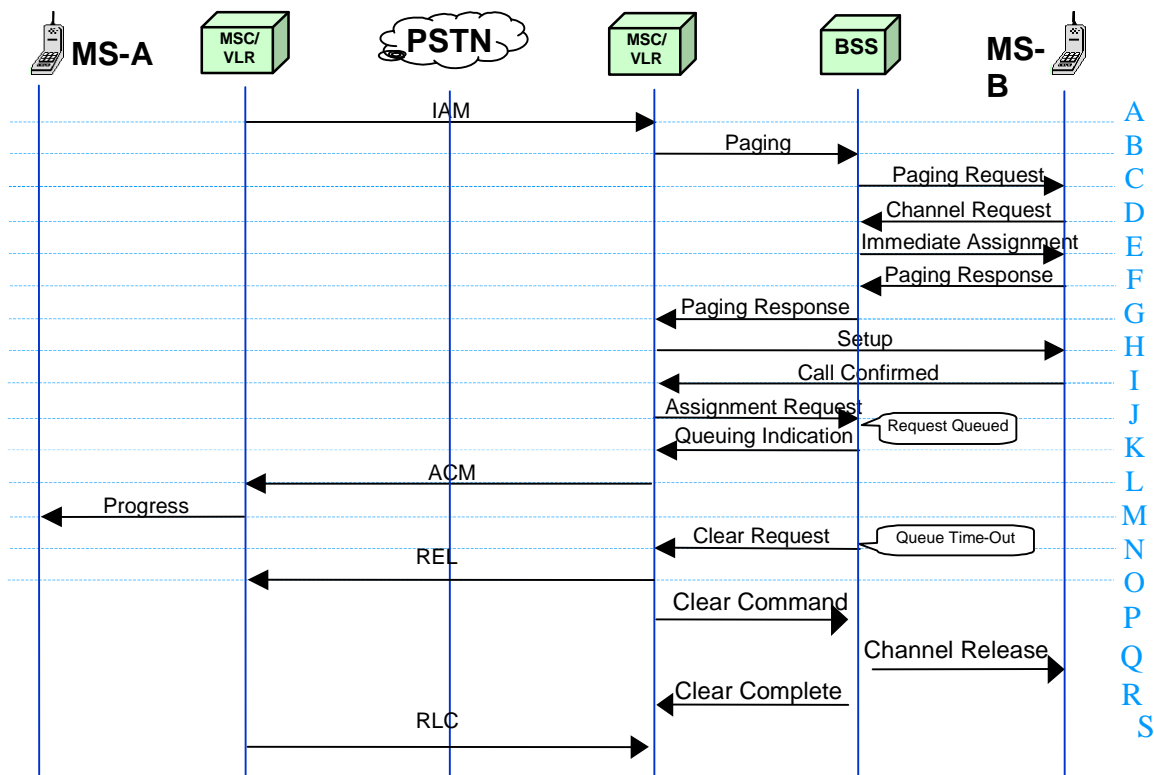 MS-A
MSC/
VLR
PSTN
MSC/
VLR
BSS
MS-
B
IAM
A
Paging
B
Paging Request
C
Channel Request
D
Immediate Assignment
E
Paging Response
F
Paging Response
G
Setup
H
Call Confirmed
I
Assignment Request
J
Request Queued
Queuing Indication
K
ACM
L
Progress
M
Clear Request
Queue Time-Out
N
REL
O
Clear Command
P
Channel Release
Q
Clear Complete
R
RLC
S